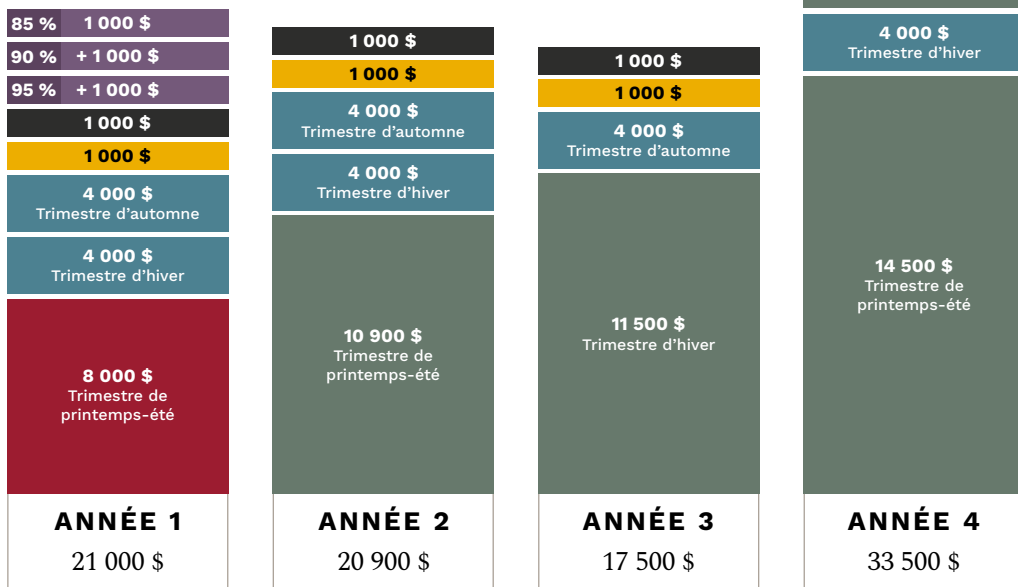 85 % 1 000 $
90 % + 1 000 $
95 % + 1 000 $
1 000 $
1 000 $
4 000 $
Trimestre d’automne
4 000 $
Trimestre d’hiver
8 000 $
Trimestre de
printemps-été
ANNÉE 1
21 000 $
1 000 $
1 000 $
4 000 $
Trimestre d’automne
4 000 $
Trimestre d’hiver
10 900 $
Trimestre de
printemps-été
ANNÉE 2
20 900 $
1 000 $
1 000 $
4 000 $
Trimestre d’automne
11 500 $
Trimestre d’hiver
ANNÉE 3
17 500 $
4 000 $
Trimestre d’hiver
14 500 $
Trimestre de
printemps-été
ANNÉE 4
33 500 $